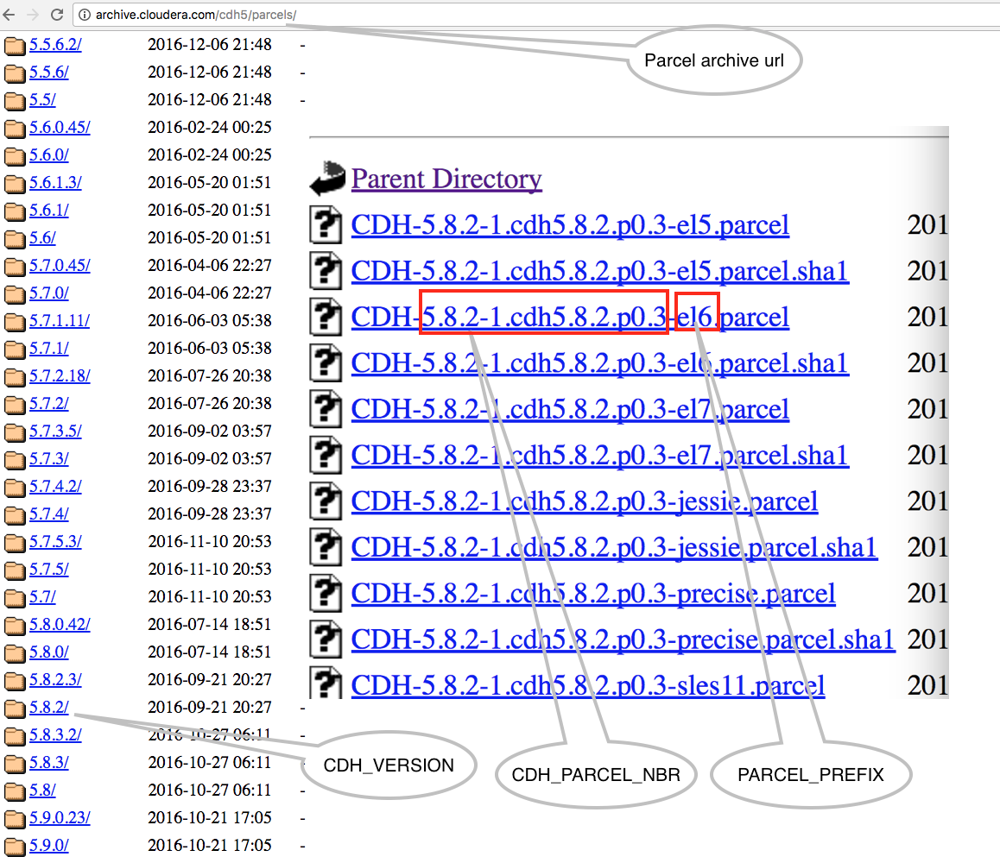 archive.cloudera.com/cdh5/parcels/
5.5.6.2/ 2016-12-06 21:48 -
5.5.6/ 2016-12-06 21:48 -
5.5/ 2016-12-06 21:48 -
5.6.0.45/ 2016-02-24 00:25
5.6.0/ 2016-02-24 00:25
5.6.1.3/ 2016-05-20 01:51
5.6.1/ 2016-05-20 01:51
5.6/ 2016-05-20 01:51
5.7.0.45/ 2016-04-06 22:27
5.7.0/ 2016-04-06 22:27
5.7.1.11/ 2016-06-03 05:38
5.7.1/ 2016-06-03 05:38
5.7.2.18/ 2016-07-26 20:38
5.7.2/ 2016-07-26 20:38
5.7.3.5/ 2016-09-02 03:57
5.7.3/ 2016-09-02 03:57
5.7.4.2/ 2016-09-28 23:37
5.7.4/ 2016-09-28 23:37
5.7.5.3/ 2016-11-10 20:53
5.7.5/ 2016-11-10 20:53
5.7/ 2016-11-10 20:53
5.8.0.42/ 2016-07-14 18:51
5.8.0/ 2016-07-14 18:51
5.8.2.3/ 2016-09-21 20:27
5.8.2/ 2016-09-21 20:27 -
5.8.3.2/ 2016-10-27 06:11 -
5.8.3/ 2016-10-27 06:11 -
5.8/ 2016-10-27 06:11 -
5.9.0.23/ 2016-10-21 17:05 -
5.9.0/ 2016-10-21 17:05 -
Parcel archive url
Parent Directory
CDH-5.8.2-1.cdh5.8.2.p0.3-el5.parcel 201
CDH-5.8.2-1.cdh5.8.2.p0.3-el5.parcel.sha1 201
CDH-5.8.2-1.cdh5.8.2.p0.3-el6.parcel 201
CDH-5.8.2-1.cdh5.8.2.p0.3-el6.parcel.sha1 201
CDH-5.8.2-1.cdh5.8.2.p0.3-el7.parcel 201
CDH-5.8.2-1.cdh5.8.2.p0.3-el7.parcel.sha1 201
CDH-5.8.2-1.cdh5.8.2.p0.3-jessie.parcel 201
CDH-5.8.2-1.cdh5.8.2.p0.3-jessie.parcel.sha1 201
CDH-5.8.2-1.cdh5.8.2.p0.3-precise.parcel 201
CDH-5.8.2-1.cdh5.8.2.p0.3-precise.parcel.sha1 201
CDH-5.8.2-1.cdh5.8.2.p0.3-sles11.parcel 201
CDH_VERSION
CDH_PARCEL_NBR
PARCEL_PREFIX